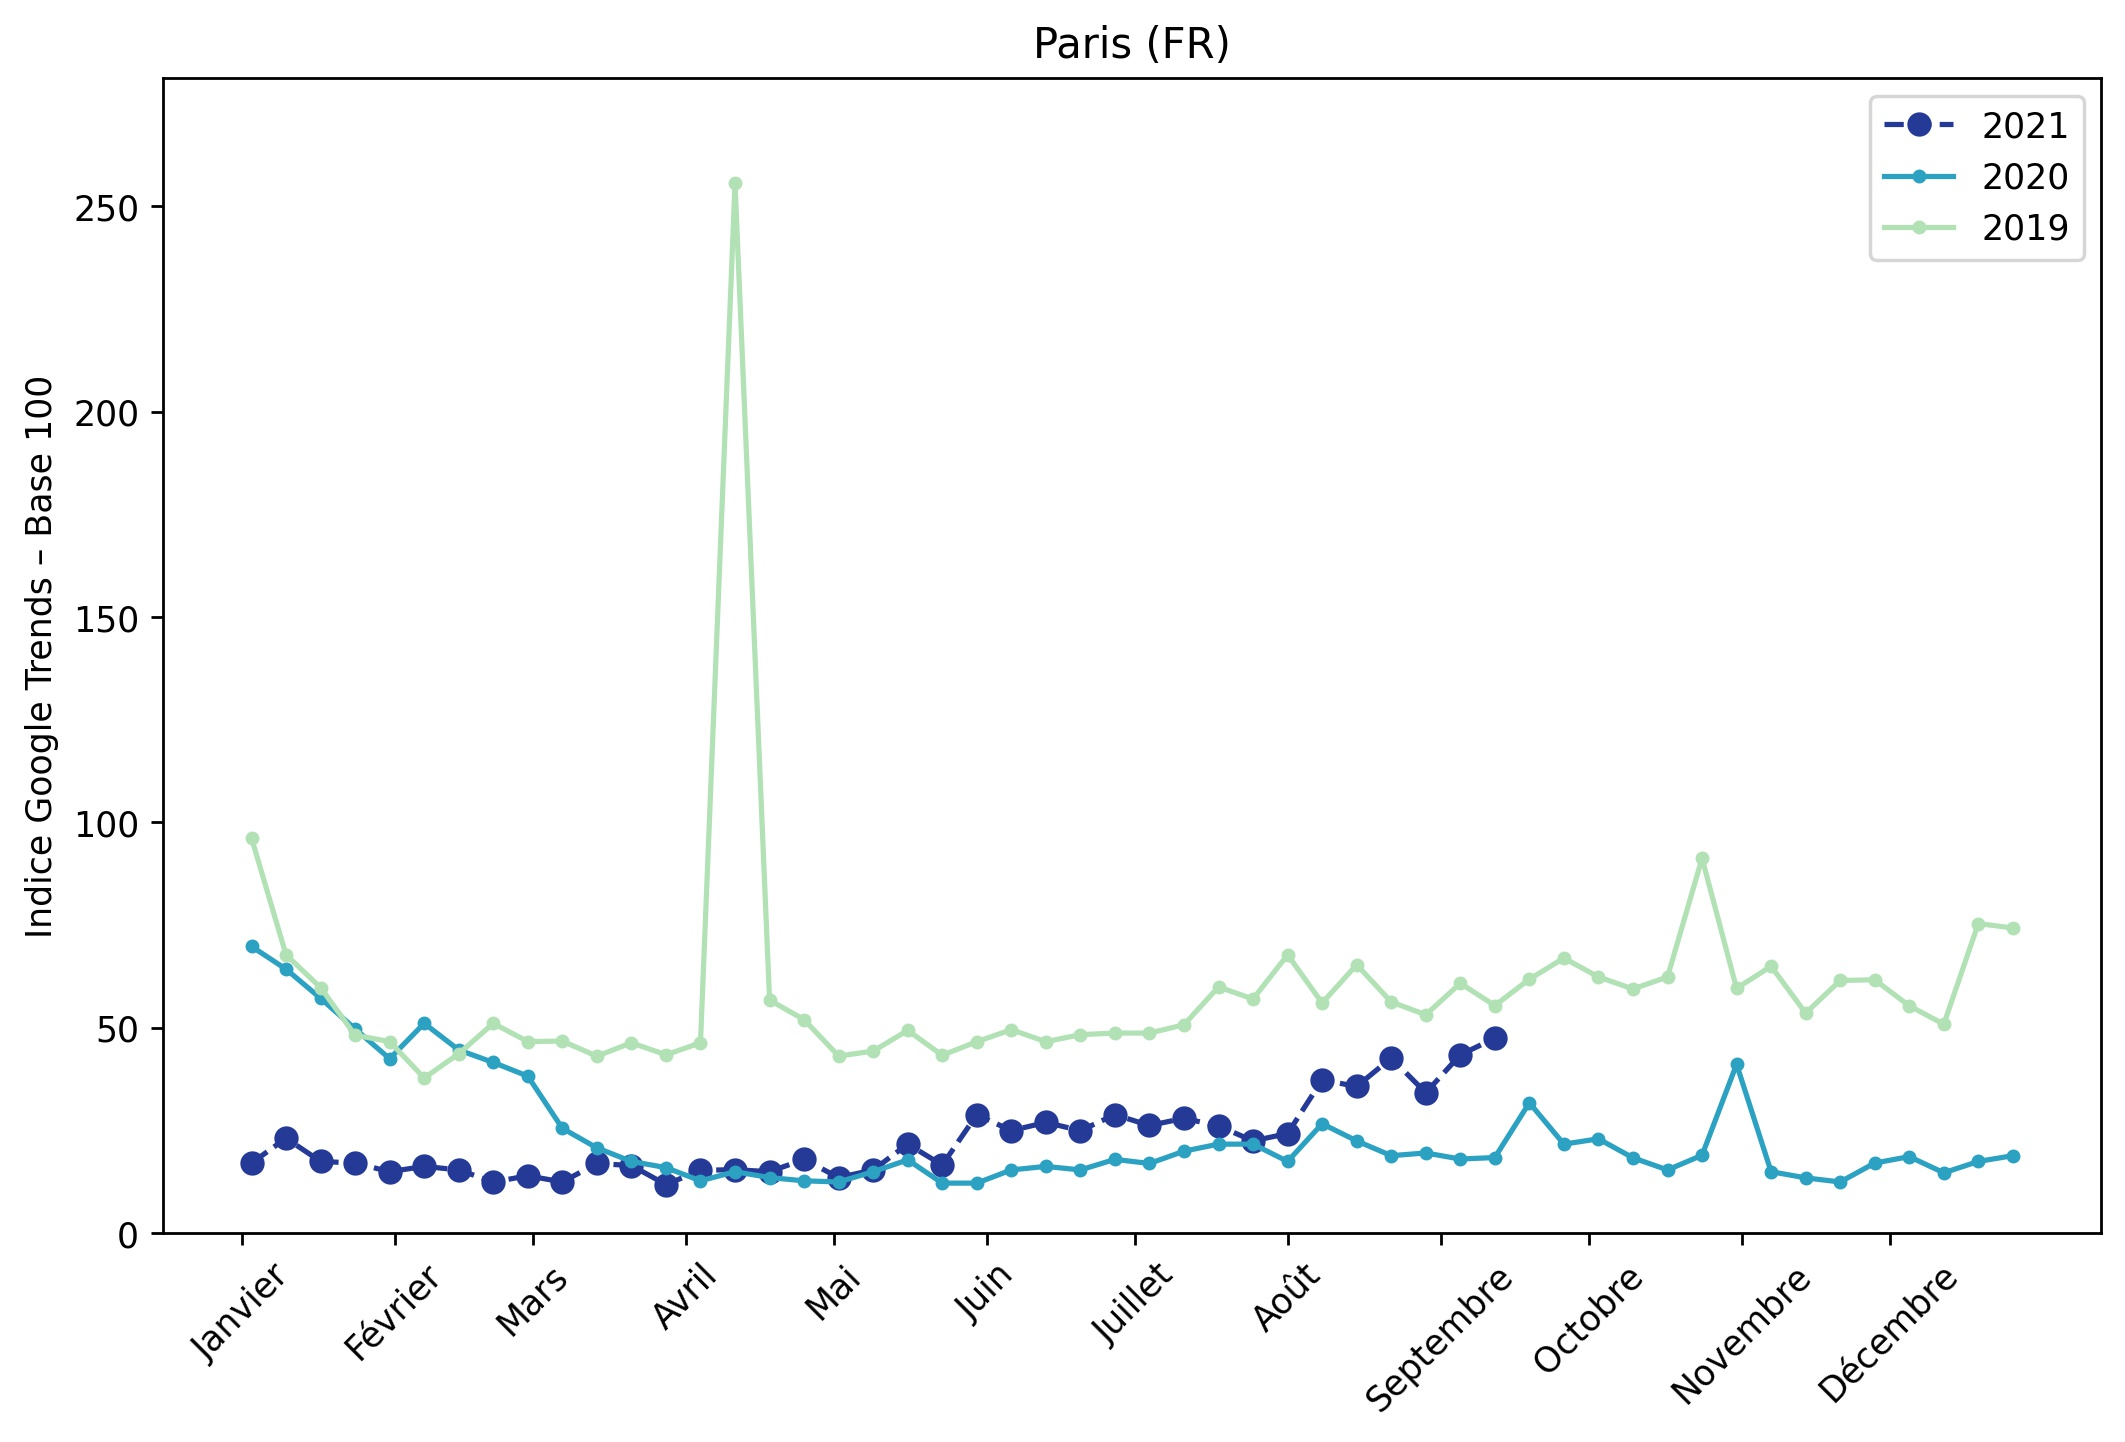 Paris (FR)
Indice Google Trends – Base 100
250
200
150
100
50
0
2021
2020
2019
Janvier
Février
Mars
Avril
Mai
Juin
Juillet
Août
Septembre
Octobre
Novembre
Décembre